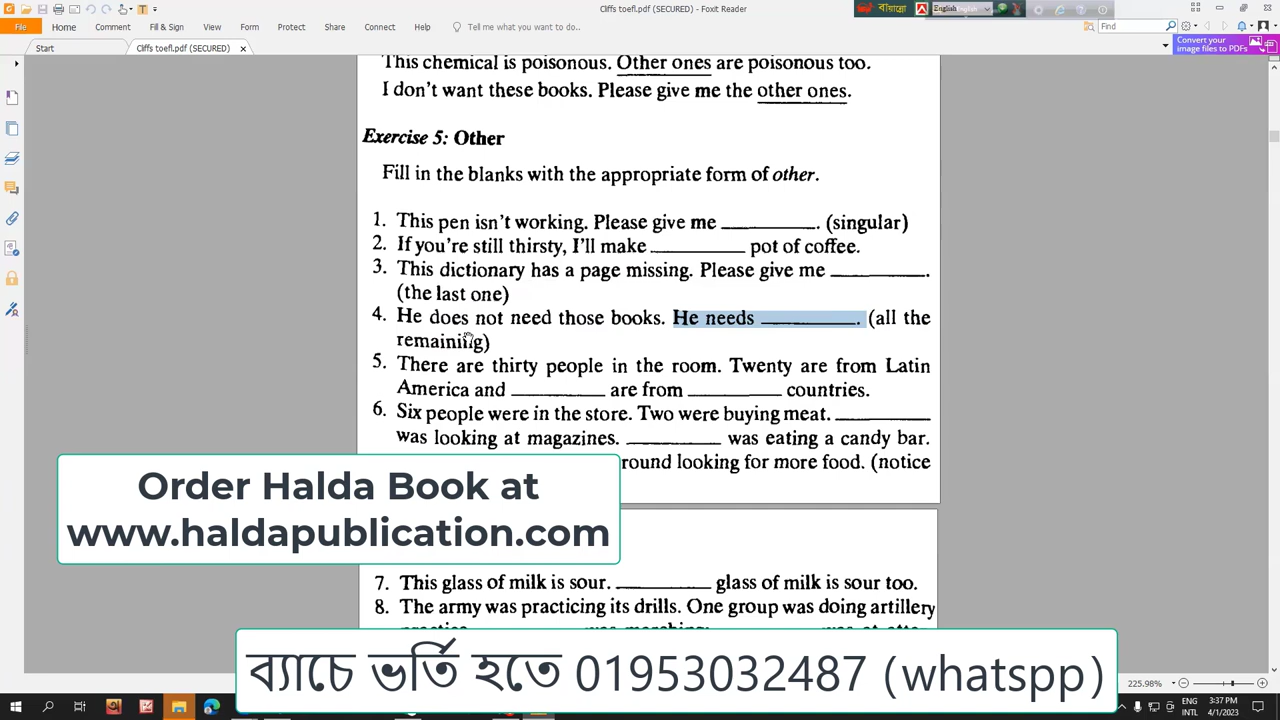 Cliffs toefl.pdf (SECURED) - Foxit Reader
বায়ান্নো
English
File Home Comment Fill & Sign Dictionary View Form Protect Share Connect Help Tell me what you want to do.. Find
Start Cliffs toefl.pdf (SECURED)
Convert your
image files to PDFs
This chemical is poisonous. Other ones are poisonous too.
I don't want these books. Please give me the other ones.
Exercise 5: Other
Fill in the blanks with the appropriate form of other.
1. This pen isn't working. Please give me __________. (singular)
2. If you're still thirsty, I'll make __________ pot of coffee.
3. This dictionary has a page missing. Please give me __________.
(the last one)
4. He does not need those books. He needs __________. (all the
remaining)
5. There are thirty people in the room. Twenty are from Latin
America and __________ are from __________ countries.
6. Six people were in the store. Two were buying meat. __________
was looking at magazines. __________ was eating a candy bar.
round looking for more food. (notice
Order Halda Book at
www.haldapublication.com
7. This glass of milk is sour. __________ glass of milk is sour too.
8. The army was practicing its drills. One group was doing artillery
ব্যাচে ভর্তি হতে 01953032487 (whatspp)
225.98%
ENG
INTL
3:37 PM
4/1/2023